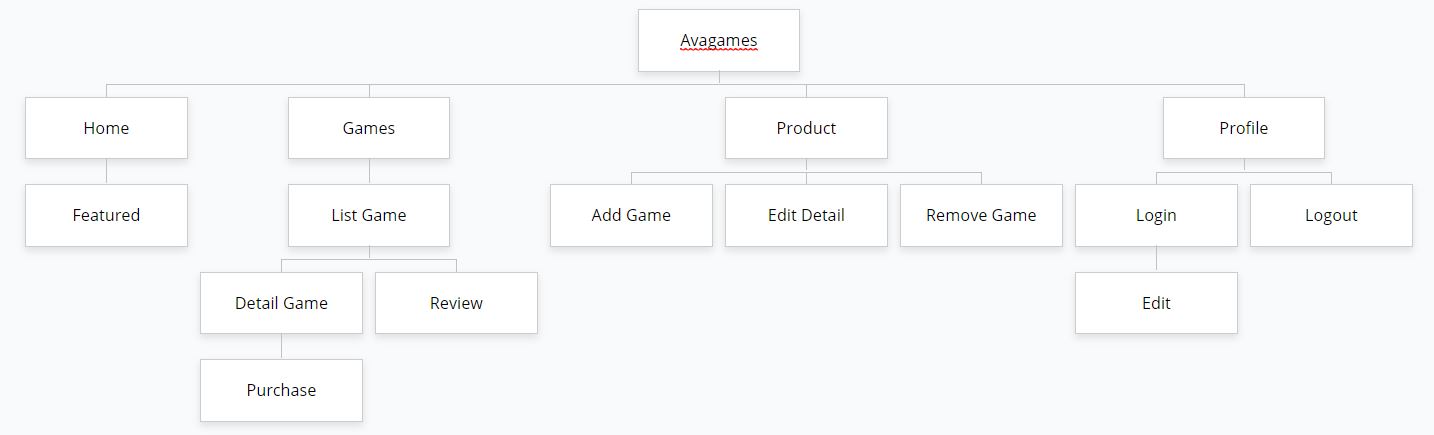 Avagames
Home
Games
Product
Profile
Featured
List Game
Add Game
Edit Detail
Remove Game
Login
Logout
Detail Game
Review
Edit
Purchase